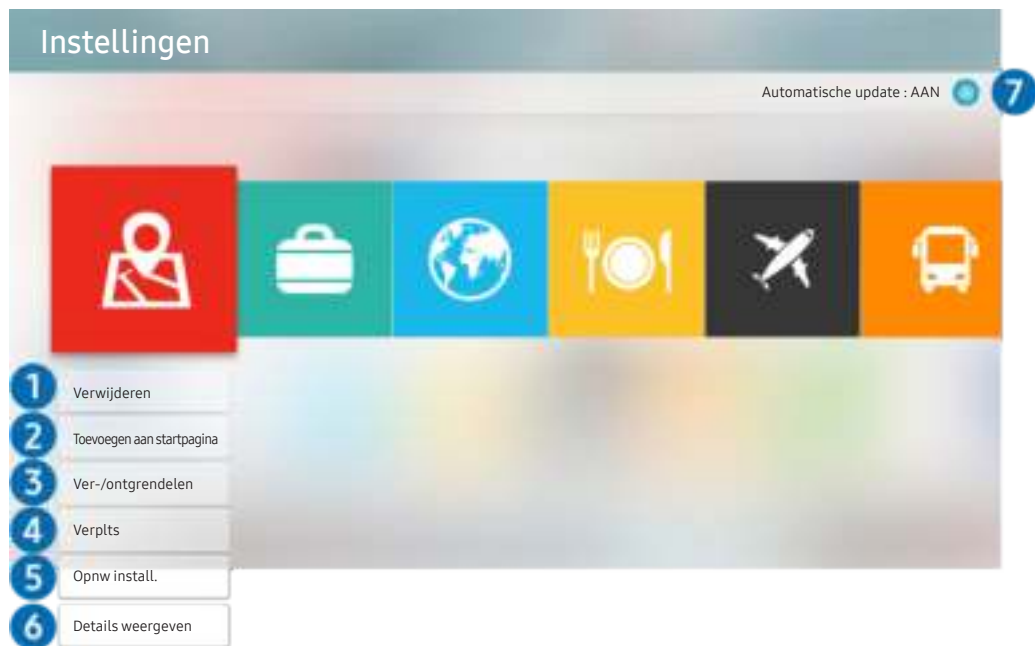 Instellingen
Automatische update : AAN 7
1 Verwijderen
2 Toevoegen aan startpagina
3 Ver-/ontgrendelen
4 Verplts
5 Opnw install.
6 Details weergeven